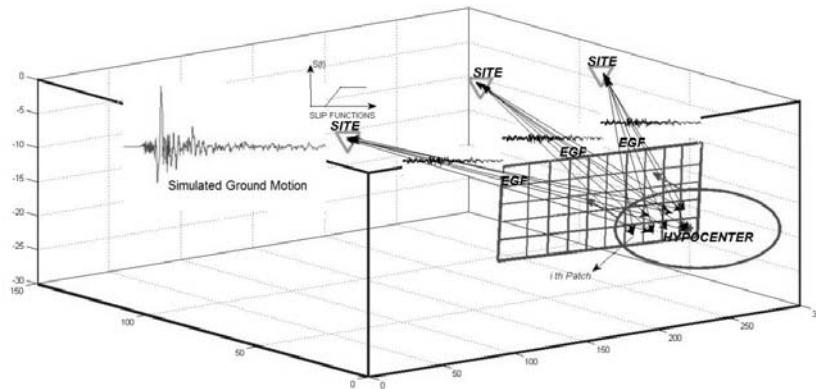 S(t)
SLIP FUNCTIONS
SITE
SITE
SITE
Simulated Ground Motion
EGF
EGF
EGF
HYPOCENTER
i th Patch
0
-5
-10
-15
-20
-25
-30
150
100
50
0
0
50
100
150
200
250